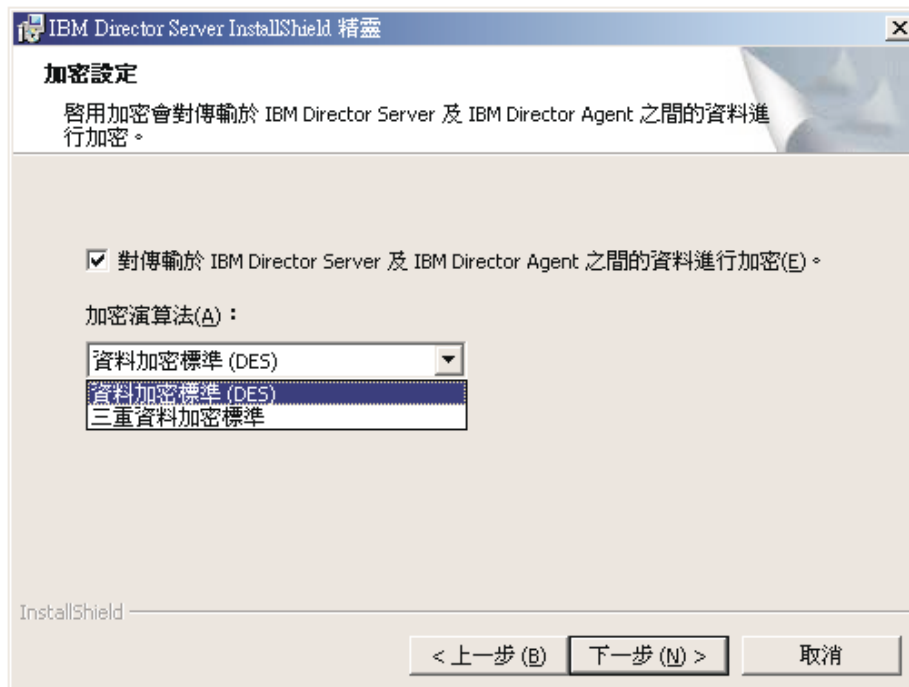 IBM Director Server InstallShield 精靈
加密設定
啓用加密會對傳輸於 IBM Director Server 及 IBM Director Agent 之間的資料進
行加密。
對傳輸於 IBM Director Server 及 IBM Director Agent 之間的資料進行加密(E)。
加密演算法(A)：
資料加密標準 (DES)
資料加密標準 (DES)
三重資料加密標準
InstallShield
< 上一步 (B) 下一步 (N) > 取消